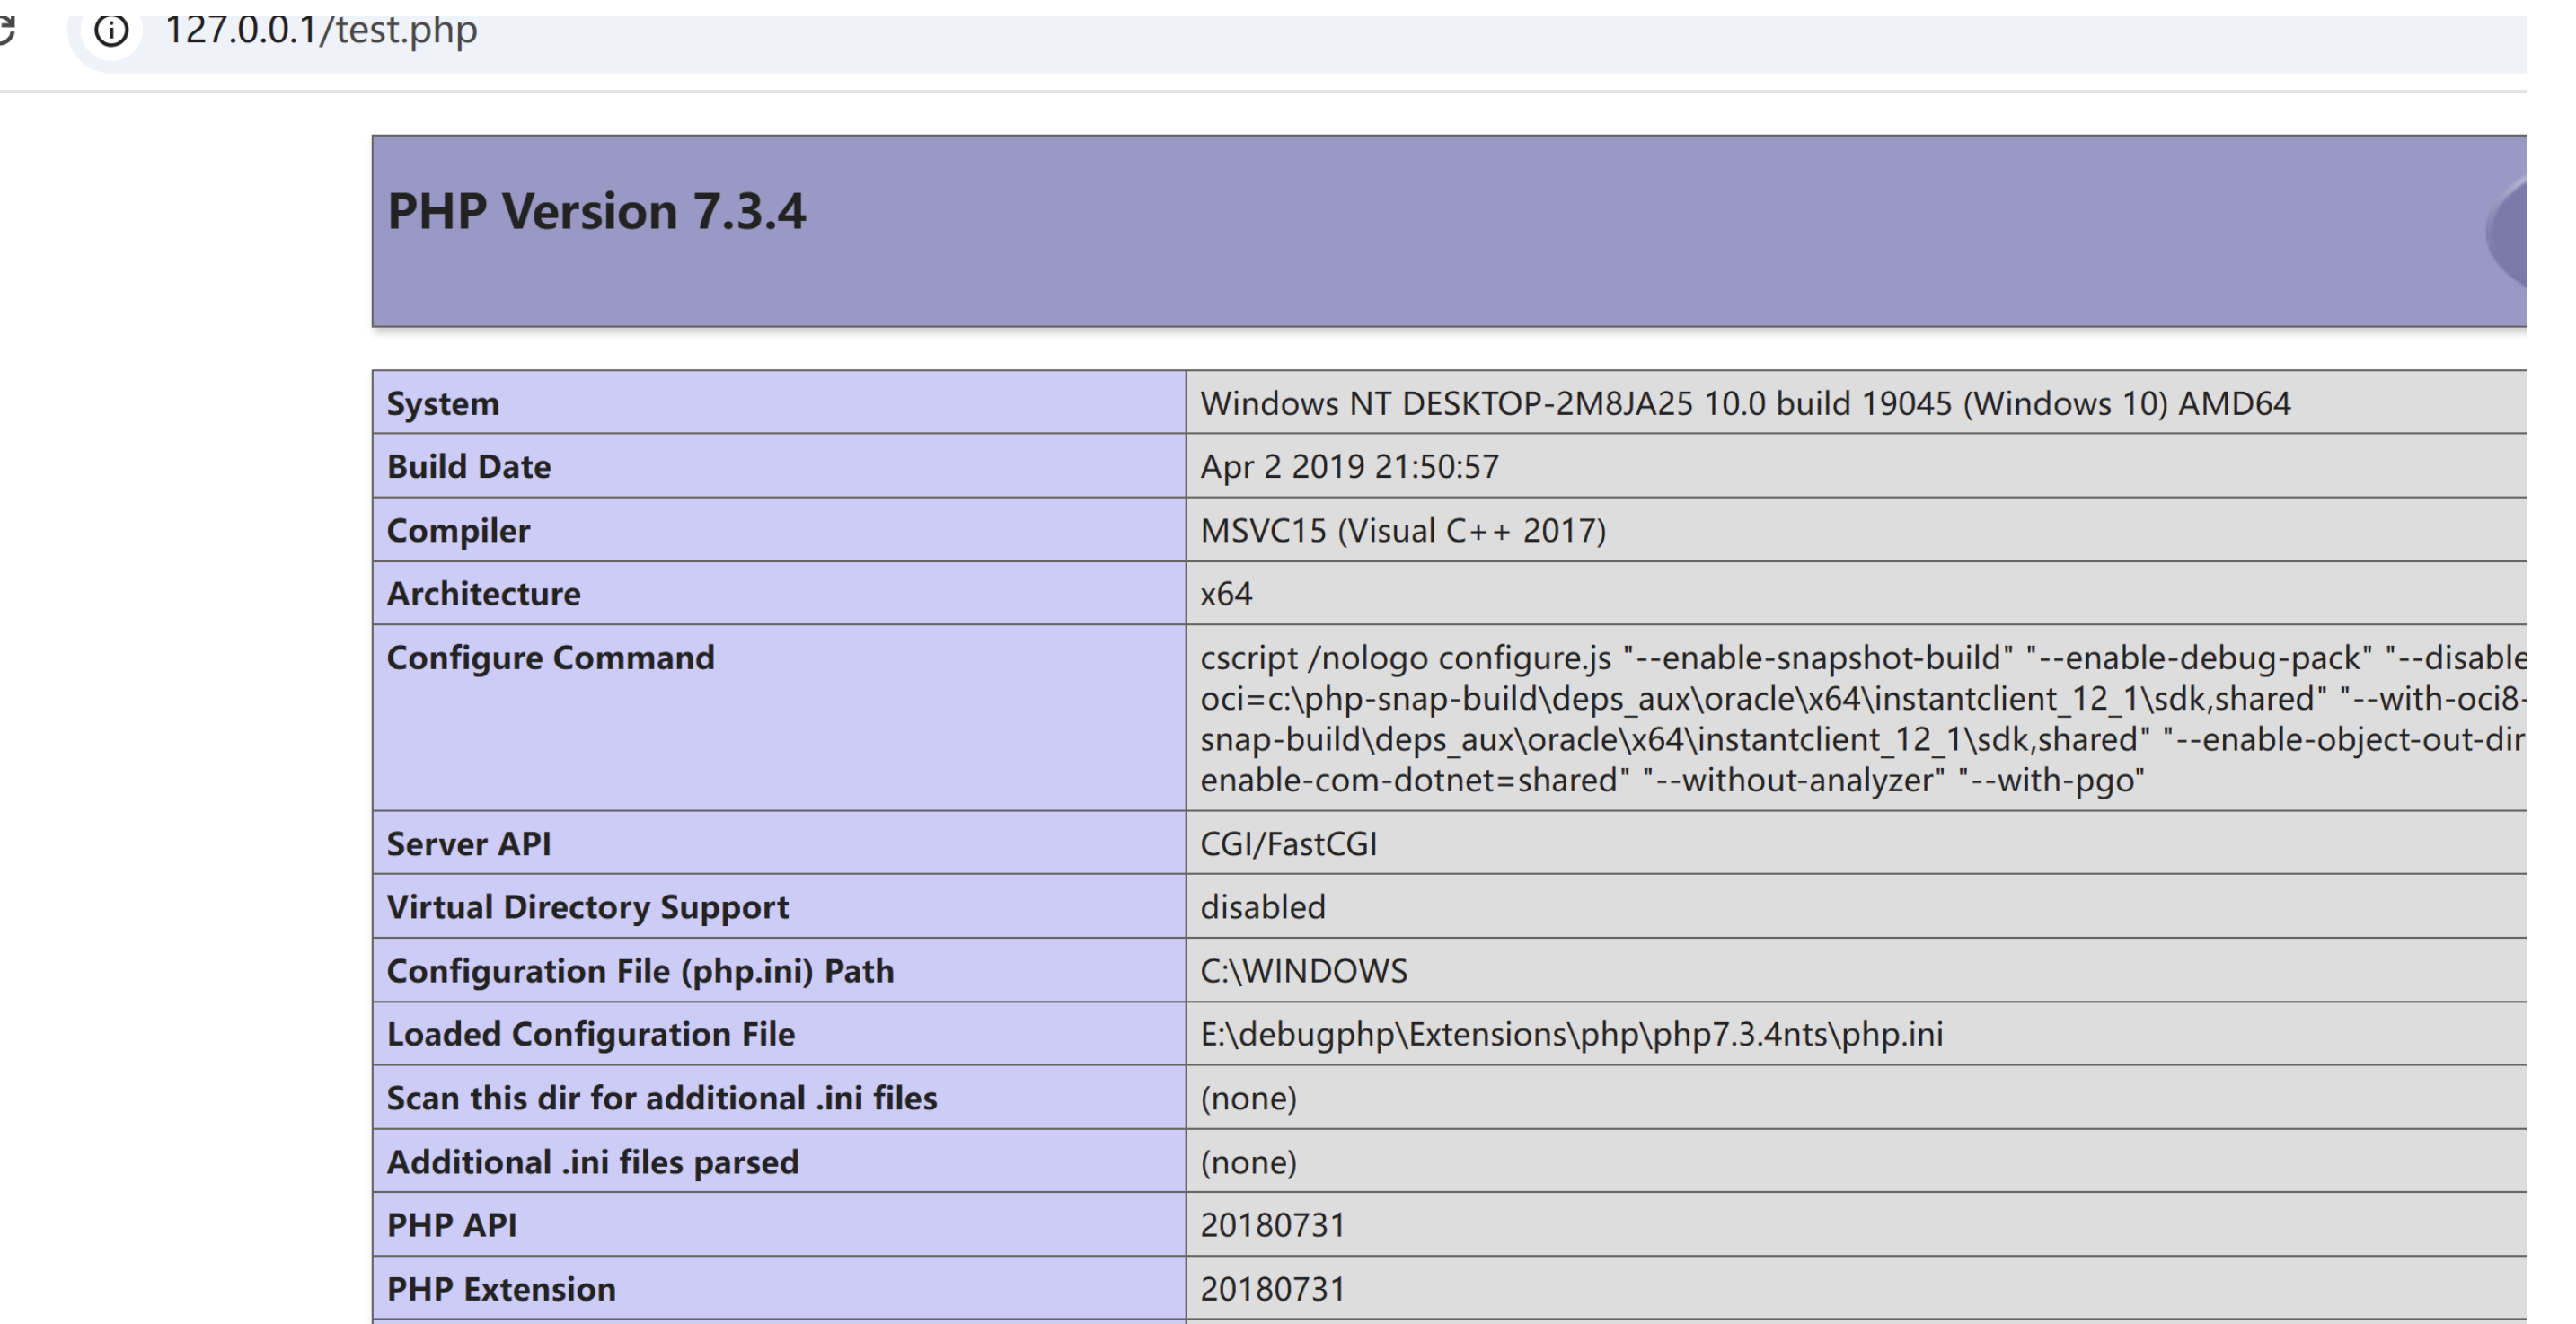 127.0.0.1/test.php
PHP Version 7.3.4
System Windows NT DESKTOP-2M8JA25 10.0 build 19045 (Windows 10) AMD64
Build Date Apr 2 2019 21:50:57
Compiler MSVC15 (Visual C++ 2017)
Architecture x64
Configure Command cscript /nologo configure.js "--enable-snapshot-build" "--enable-debug-pack" "--disable
oci=c:\php-snap-build\deps_aux\oracle\x64\instantclient_12_1\sdk,shared" "--with-oci8-
snap-build\deps_aux\oracle\x64\instantclient_12_1\sdk,shared" "--enable-object-out-dir
enable-com-dotnet=shared" "--without-analyzer" "--with-pgo"
Server API CGI/FastCGI
Virtual Directory Support disabled
Configuration File (php.ini) Path C:\WINDOWS
Loaded Configuration File E:\debugphp\Extensions\php\php7.3.4nts\php.ini
Scan this dir for additional .ini files (none)
Additional .ini files parsed (none)
PHP API 20180731
PHP Extension 20180731